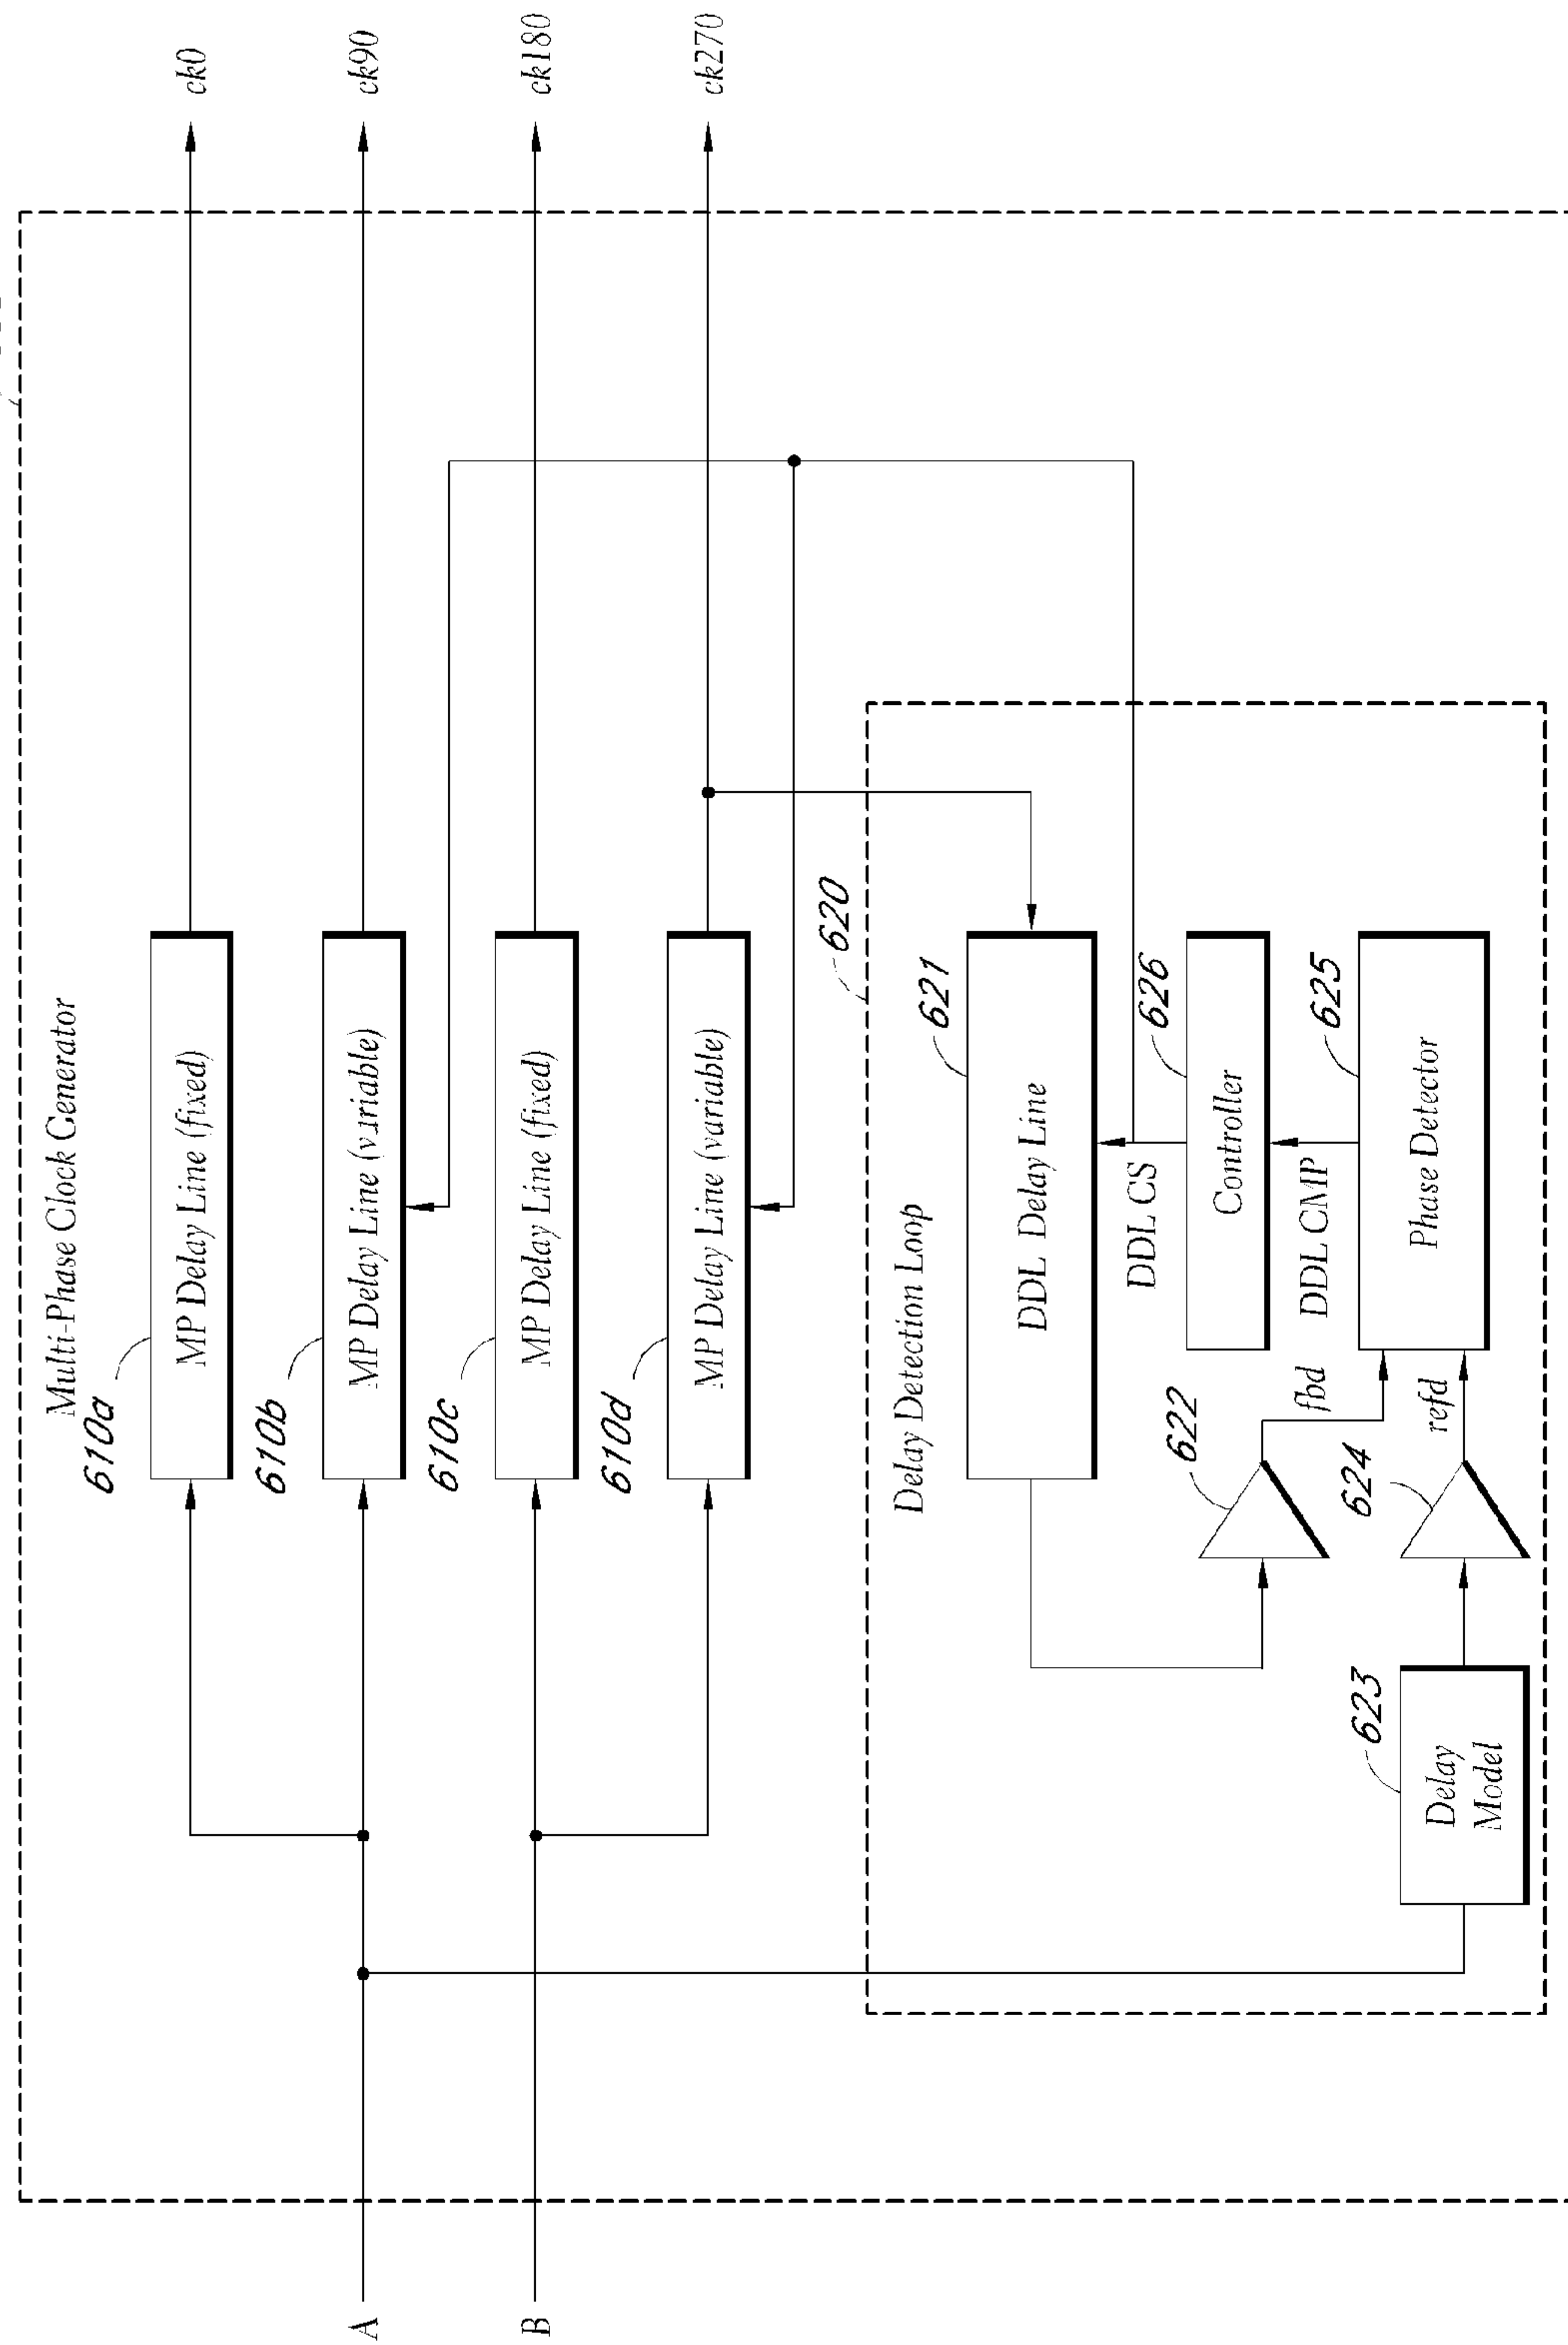 Multi-Phase Clock Generator
610a
MP Delay Line (fixed)
ck0
610b
MP Delay Line (variable)
ck90
A
610c
MP Delay Line (fixed)
ck180
B
610d
MP Delay Line (variable)
ck270
620
Delay Detection Loop
621
DDL Delay Line
DDL CS
626
Controller
622
DDL CMP
fbd
625
Phase Detector
624
refd
623
Delay
Model